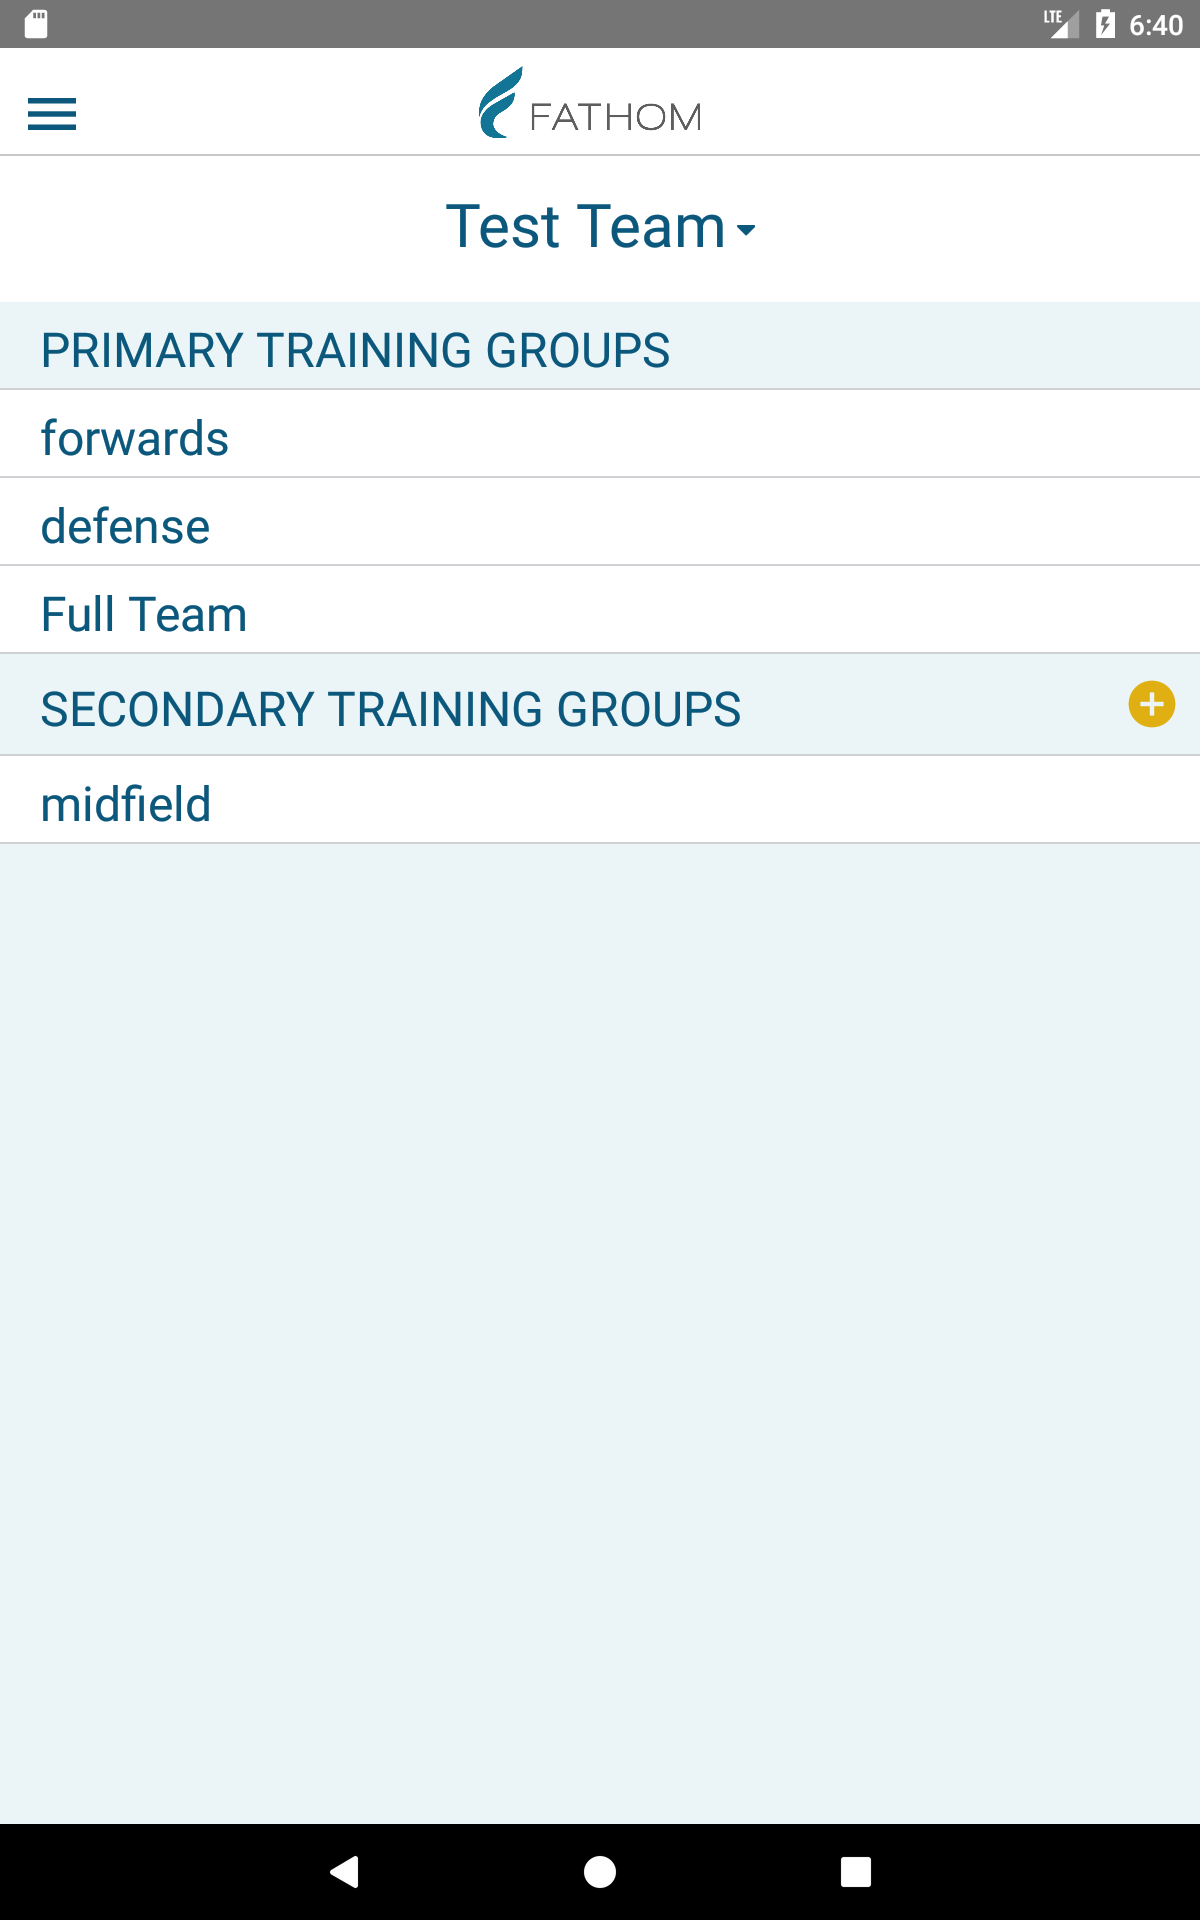 LTE 6:40
FATHOM
Test Team
PRIMARY TRAINING GROUPS
forwards
defense
Full Team
SECONDARY TRAINING GROUPS
midfield